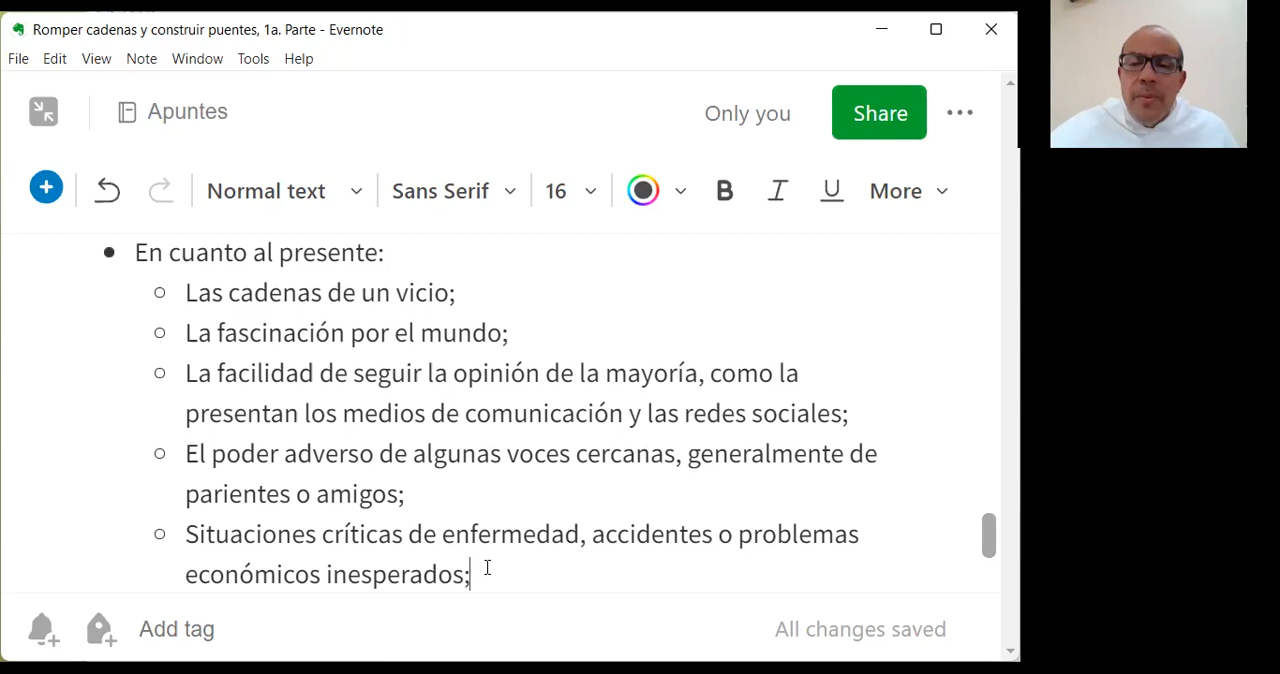 Romper cadenas y construir puentes, 1a. Parte - Evernote
File Edit View Note Window Tools Help
Apuntes
Only you
Share
Normal text
Sans Serif
16
B I U
More
En cuanto al presente:
Las cadenas de un vicio;
La fascinación por el mundo;
La facilidad de seguir la opinión de la mayoría, como la
presentan los medios de comunicación y las redes sociales;
El poder adverso de algunas voces cercanas, generalmente de
parientes o amigos;
Situaciones críticas de enfermedad, accidentes o problemas
económicos inesperados;
Add tag
All changes saved